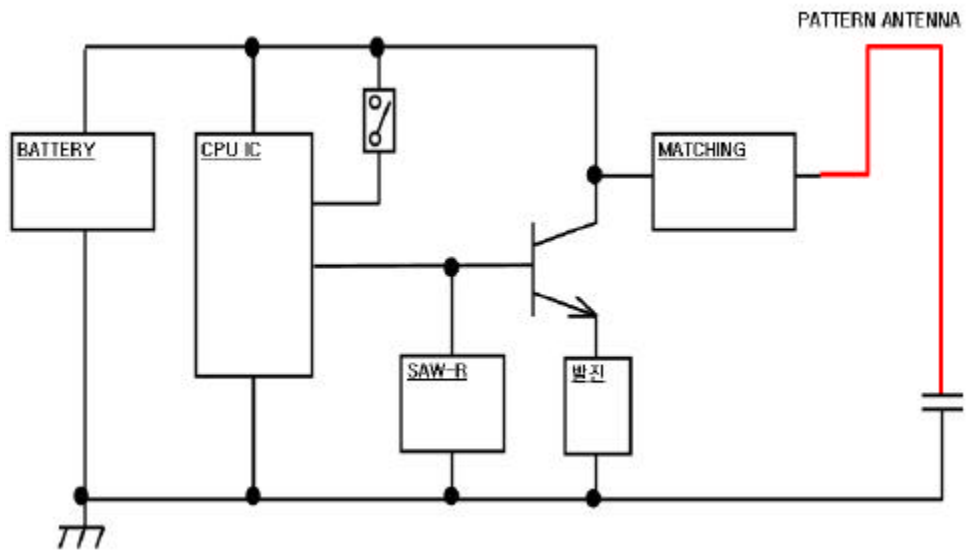 PATTERN ANTENNA
BATTERY
CPU IC
MATCHING
SAW-R
발진